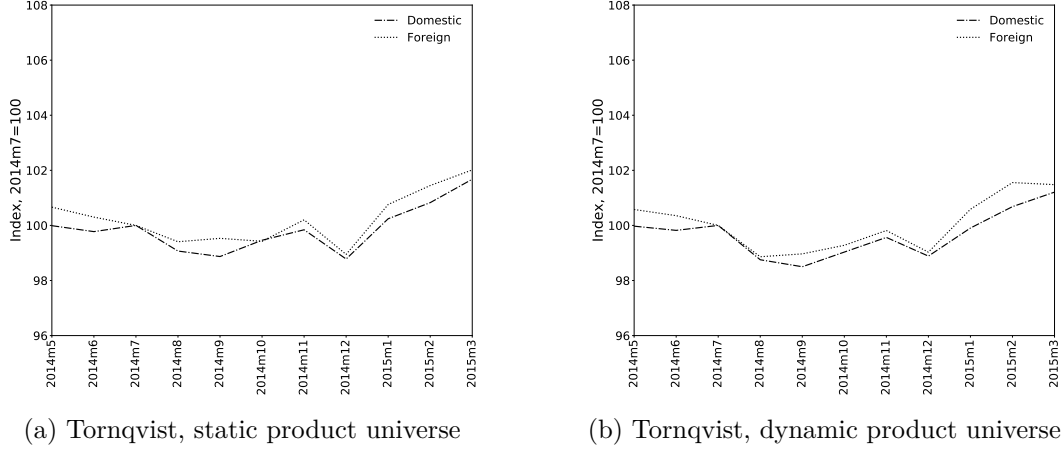 108
106
104
102
100
98
96
Index, 2014m7=100
Domestic
Foreign
2014m5
2014m6
2014m7
2014m8
2014m9
2014m10
2014m11
2014m12
2015m1
2015m2
2015m3
(a) Tornqvist, static product universe
108
106
104
102
100
98
96
Index, 2014m7=100
Domestic
Foreign
2014m5
2014m6
2014m7
2014m8
2014m9
2014m10
2014m11
2014m12
2015m1
2015m2
2015m3
(b) Tornqvist, dynamic product universe